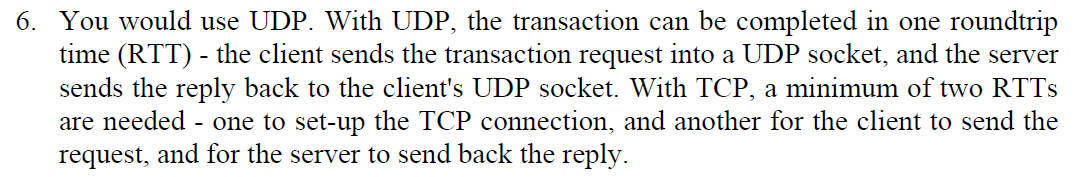 6. You would use UDP. With UDP, the transaction can be completed in one roundtrip
time (RTT) - the client sends the transaction request into a UDP socket, and the server
sends the reply back to the client's UDP socket. With TCP, a minimum of two RTTs
are needed - one to set-up the TCP connection, and another for the client to send the
request, and for the server to send back the reply.